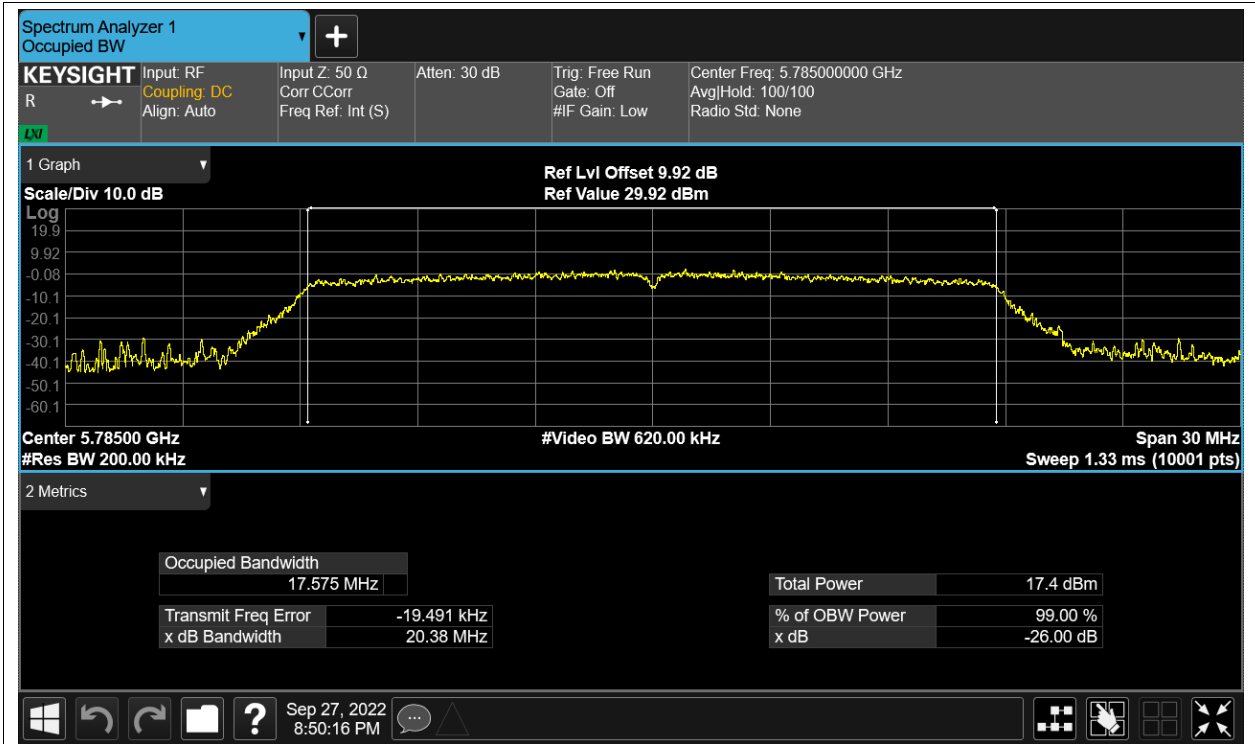 Spectrum Analyzer 1
Occupied BW
KEYSIGHT
R
LXI
Input: RF
Coupling: DC
Align: Auto
Input Z: 50 Ω
Corr CCorr
Freq Ref: Int (S)
Atten: 30 dB
Trig: Free Run
Gate: Off
#IF Gain: Low
Center Freq: 5.785000000 GHz
Avg|Hold: 100/100
Radio Std: None
1 Graph
Scale/Div 10.0 dB
Ref Lvl Offset 9.92 dB
Ref Value 29.92 dBm
Log
19.9
9.92
-0.08
-10.1
-20.1
-30.1
-40.1
-50.1
-60.1
Center 5.78500 GHz
#Video BW 620.00 kHz
Span 30 MHz
#Res BW 200.00 kHz
Sweep 1.33 ms (10001 pts)
2 Metrics
Occupied Bandwidth
17.575 MHz
Total Power 17.4 dBm
Transmit Freq Error -19.491 kHz
% of OBW Power 99.00 %
x dB Bandwidth 20.38 MHz
x dB -26.00 dB
Sep 27, 2022
8:50:16 PM